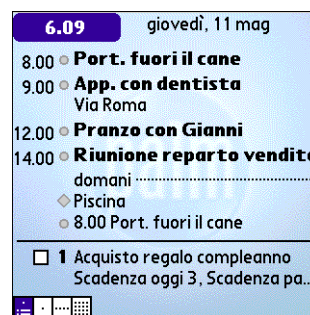 6.09 giovedì, 11 mag
8.00 Port. fuori il cane
9.00 App. con dentista
Via Roma
12.00 Pranzo con Gianni
14.00 Riunione reparto vendite
domani
Piscina
8.00 Port. fuori il cane
1 Acquisto regalo compleanno
Scadenza oggi 3, Scadenza pa..